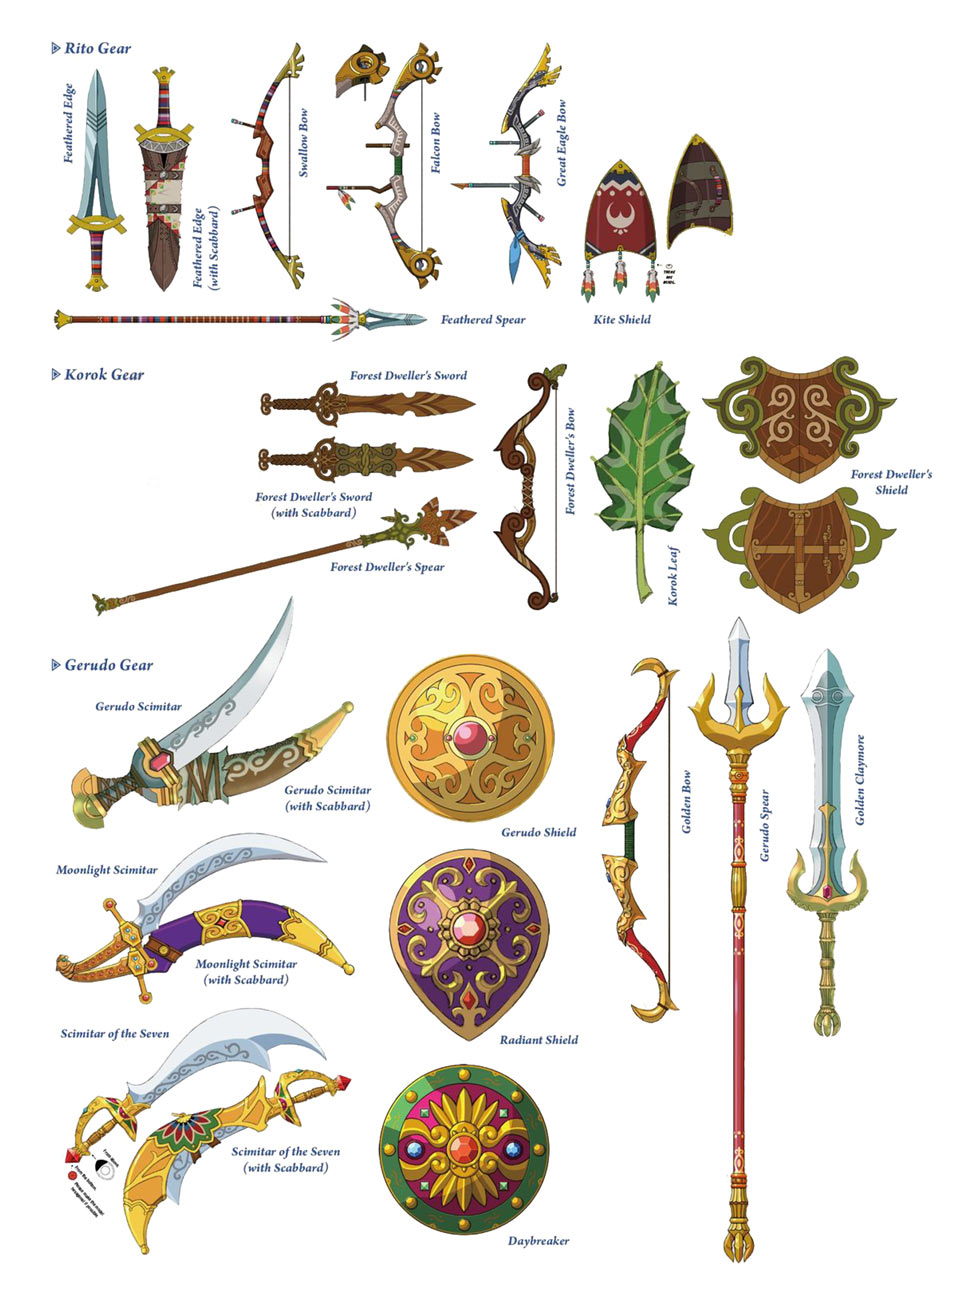 Rito Gear
Feathered Edge
Feathered Edge
(with Scabbard)
Swallow Bow
Falcon Bow
Great Eagle Bow
Feathered Spear
Kite Shield
Korok Gear
Forest Dweller's Sword
Forest Dweller's Sword
(with Scabbard)
Forest Dweller's Spear
Forest Dweller's Bow
Korok Leaf
Forest Dweller's
Shield
Gerudo Gear
Gerudo Scimitar
Gerudo Scimitar
(with Scabbard)
Gerudo Shield
Golden Bow
Gerudo Spear
Golden Claymore
Moonlight Scimitar
Moonlight Scimitar
(with Scabbard)
Radiant Shield
Scimitar of the Seven
Scimitar of the Seven
(with Scabbard)
Daybreaker